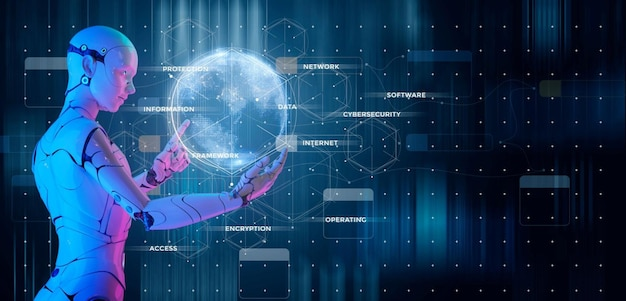 NETWORK
PROTECTION
SOFTWARE
DATA
INFORMATION
CYBERSECURITY
INTERNET
FRAMEWORK
OPERATING
ENCRYPTION
ACCESS